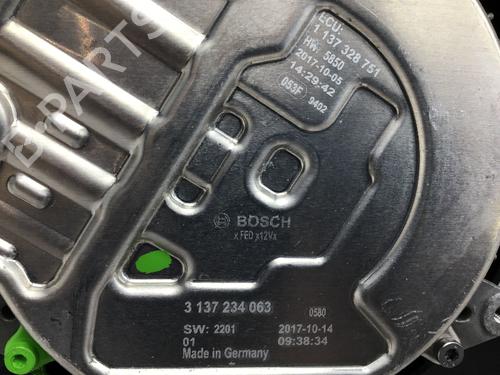 ECU:
1 137 328 751
HW: 5850
2017-10-05
14:29:42
053F 9402
BOSCH
x FED x12Vx
3 137 234 063 0580
SW: 2201 2017-10-14
01 09:38:34
Made in Germany
B-PARTS